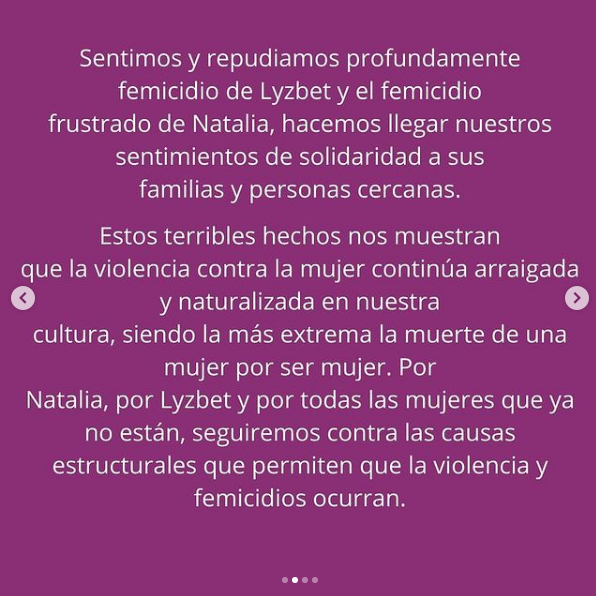 Sentimos y repudiamos profundamente
femicidio de Lyzbet y el femicidio
frustrado de Natalia, hacemos llegar nuestros
sentimientos de solidaridad a sus
familias y personas cercanas.
Estos terribles hechos nos muestran
que la violencia contra la mujer continúa arraigada
y naturalizada en nuestra
cultura, siendo la más extrema la muerte de una
mujer por ser mujer. Por
Natalia, por Lyzbet y por todas las mujeres que ya
no están, seguiremos contra las causas
estructurales que permiten que la violencia y
femicidios ocurran.